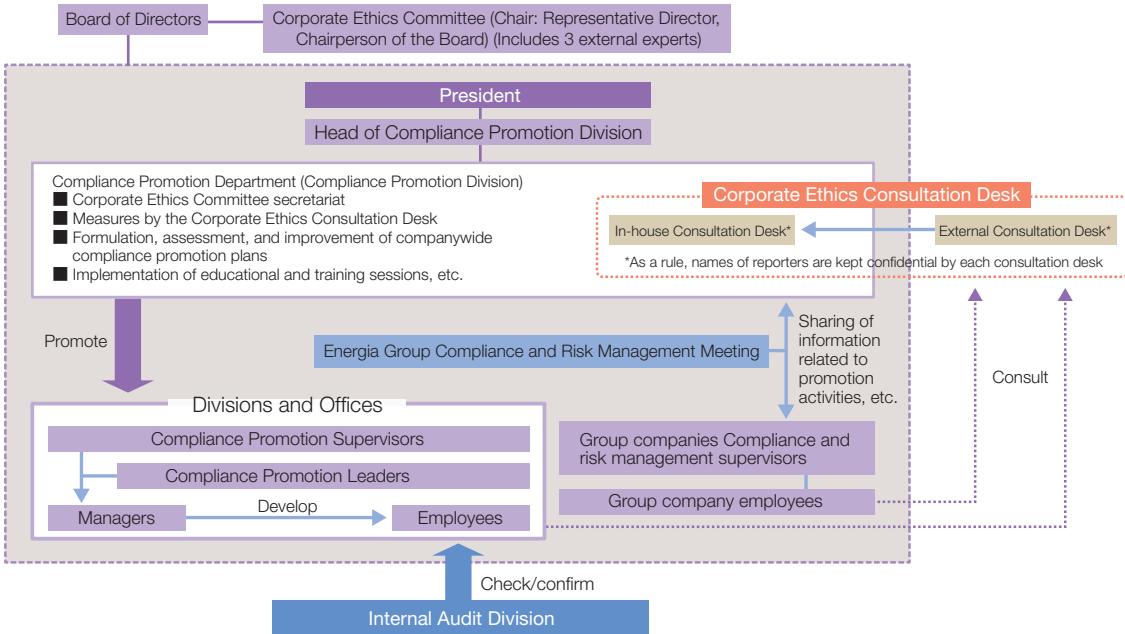 Board of Directors
Corporate Ethics Committee (Chair: Representative Director,
Chairperson of the Board) (Includes 3 external experts)
President
Head of Compliance Promotion Division
Compliance Promotion Department (Compliance Promotion Division)
■ Corporate Ethics Committee secretariat
■ Measures by the Corporate Ethics Consultation Desk
■ Formulation, assessment, and improvement of companywide
compliance promotion plans
■ Implementation of educational and training sessions, etc.
Corporate Ethics Consultation Desk
In-house Consultation Desk*
External Consultation Desk*
*As a rule, names of reporters are kept confidential by each consultation desk
Promote
Energia Group Compliance and Risk Management Meeting
Sharing of
information
related to
promotion
activities, etc.
Consult
Divisions and Offices
Compliance Promotion Supervisors
Compliance Promotion Leaders
Managers
Develop
Employees
Group companies Compliance and
risk management supervisors
Group company employees
Check/confirm
Internal Audit Division